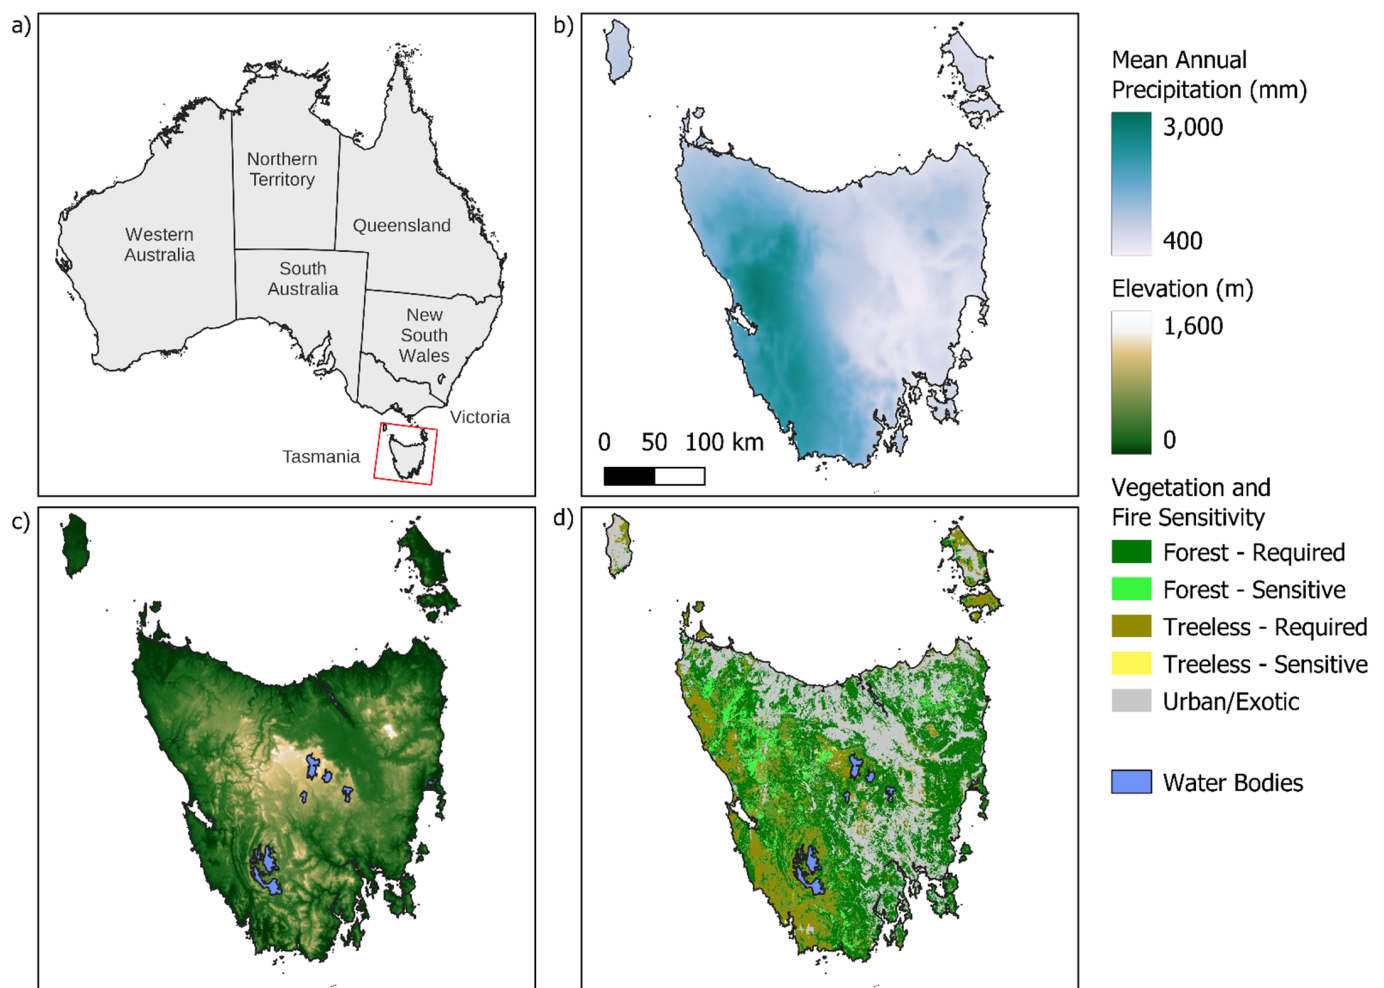 a)
Northern
Territory
Western
Australia
Queensland
South
Australia
New
South
Wales
Victoria
Tasmania
b)
0 50 100 km
Mean Annual
Precipitation (mm)
3,000
400
Elevation (m)
1,600
0
Vegetation and
Fire Sensitivity
Forest - Required
Forest - Sensitive
Treeless - Required
Treeless - Sensitive
Urban/Exotic
Water Bodies
c)
d)